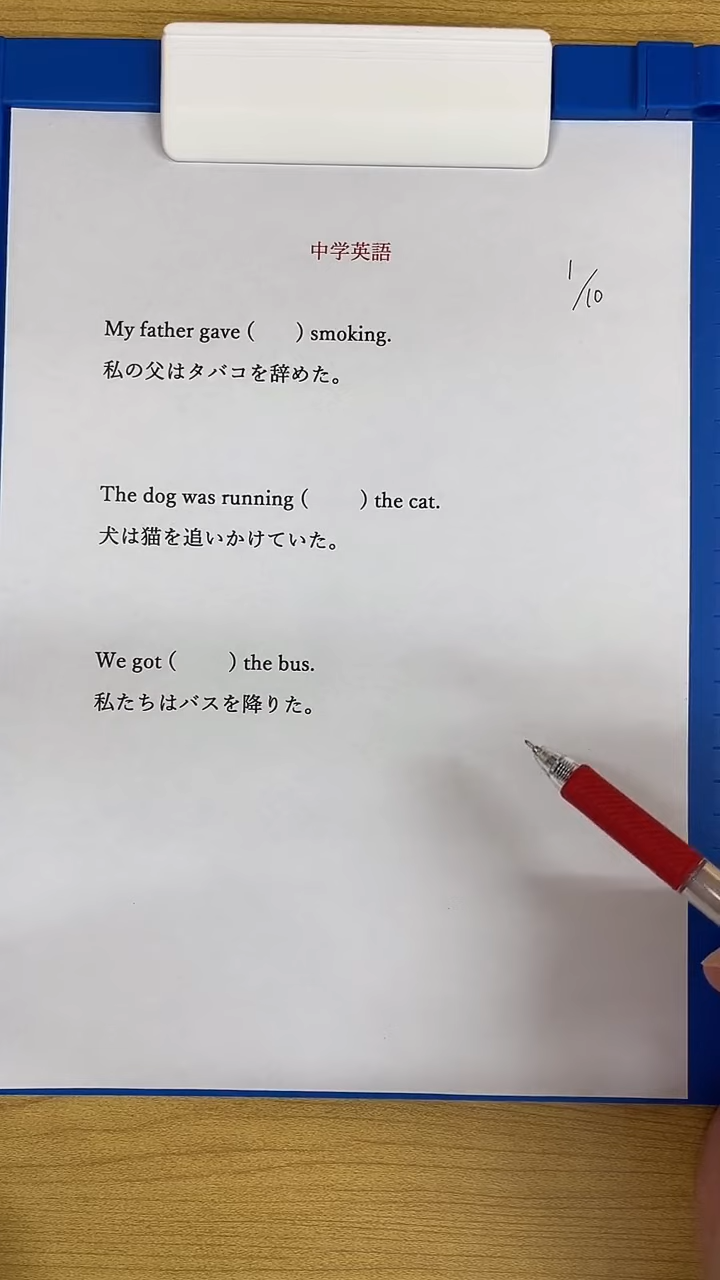 中学英語
1/10
My father gave (　　) smoking.
私の父はタバコを辞めた。
The dog was running (　　) the cat.
犬は猫を追いかけていた。
We got (　　) the bus.
私たちはバスを降りた。